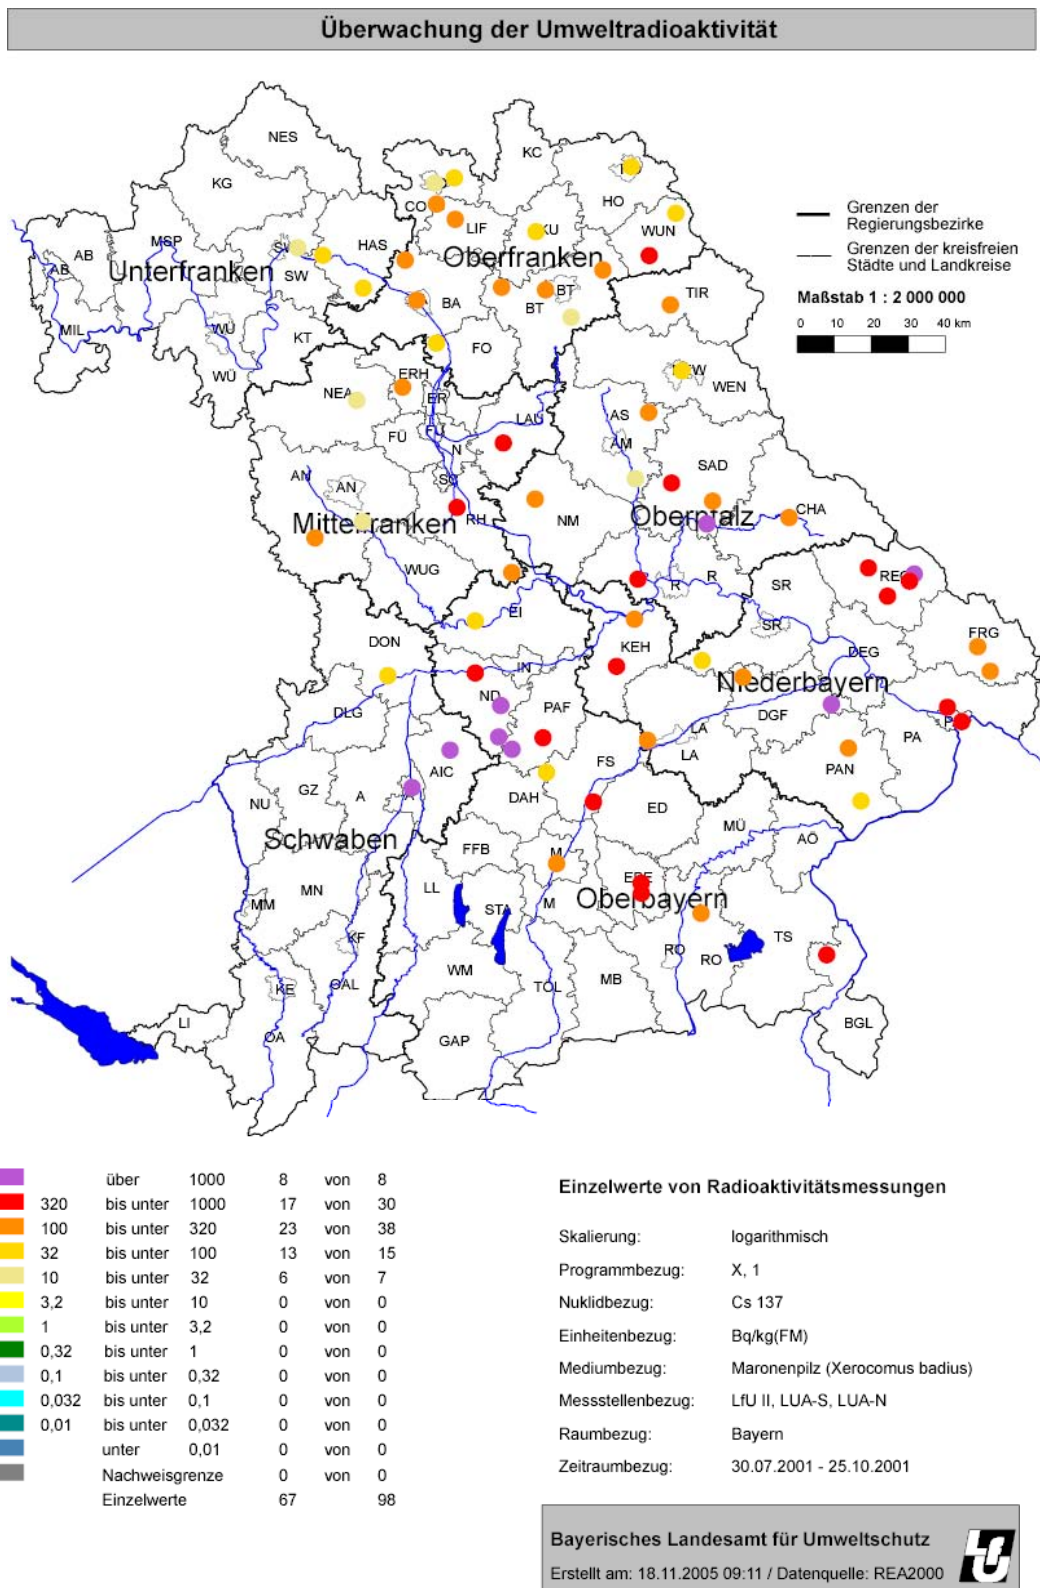 Überwachung der Umweltradioaktivität
NES
KC
KG
HO
CO
LIF
KU
WUN
MSP
AB
AB
HAS
SW
Unterfranken
Oberfranken
BT
BT
BA
TIR
MIL
WÜ
KT
FO
WÜ
ERH
NEA
ER
WEN
LAU
AS
FÜ
FÜ
AM
N
SAD
AN
AN
SC
CHA
Mittelfranken
RH
NM
Oberpfalz
WUG
R
R
SR
REG
EI
SR
DON
KEH
FRG
DEG
IN
Niederbayern
ND
DLG
PAF
DGF
LA
PA
FS
LA
AIC
PAN
GZ
NU
A
DAH
ED
MÜ
AÖ
Schwaben
FFB
M
EBE
MN
LL
M
Oberbayern
MM
STA
TS
KF
RO
RO
WM
MB
KE
OAL
TÖL
LI
OA
GAP
BGL
Grenzen der
Regierungsbezirke
Grenzen der kreisfreien
Städte und Landkreise
Maßstab 1 : 2 000 000
0 10 20 30 40 km
über 1000 8 von 8
320 bis unter 1000 17 von 30
100 bis unter 320 23 von 38
32 bis unter 100 13 von 15
10 bis unter 32 6 von 7
3,2 bis unter 10 0 von 0
1 bis unter 3,2 0 von 0
0,32 bis unter 1 0 von 0
0,1 bis unter 0,32 0 von 0
0,032 bis unter 0,1 0 von 0
0,01 bis unter 0,032 0 von 0
unter 0,01 0 von 0
Nachweisgrenze 0 von 0
Einzelwerte 67 98
Einzelwerte von Radioaktivitätsmessungen
Skalierung: logarithmisch
Programmbezug: X, 1
Nuklidbezug: Cs 137
Einheitenbezug: Bq/kg(FM)
Mediumbezug: Maronenpilz (Xerocomus badius)
Messstellenbezug: LfU II, LUA-S, LUA-N
Raumbezug: Bayern
Zeitraumbezug: 30.07.2001 - 25.10.2001
Bayerisches Landesamt für Umweltschutz
Erstellt am: 18.11.2005 09:11 / Datenquelle: REA2000
LfU